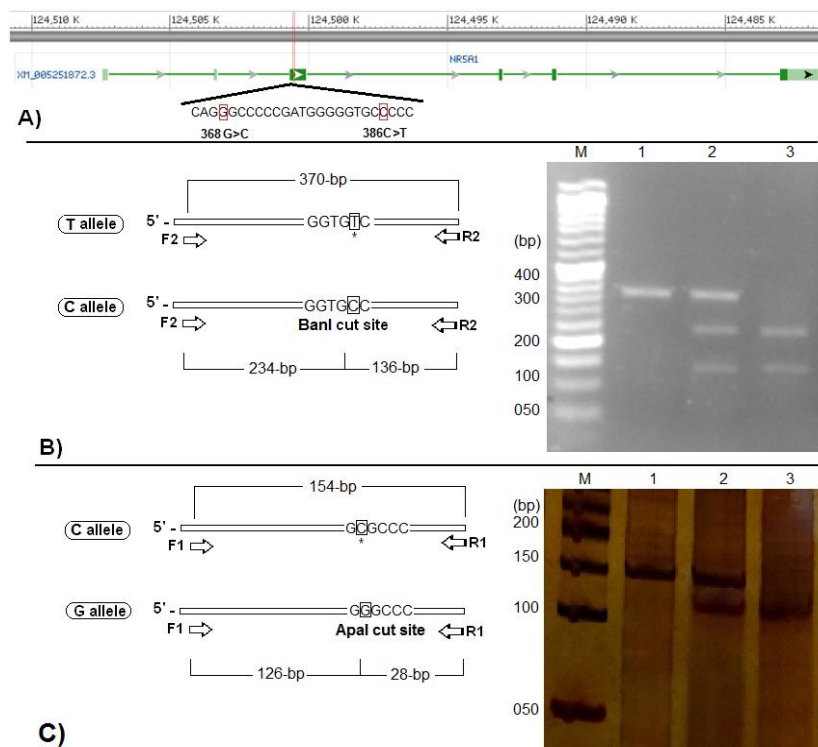 124,510 K 124,505 K 124,500 K 124,495 K 124,490 K 124,485 K
NR5A1
XM_005251872.3
CAGGGCCCCCGATGGGGGTGCCCCC
368 G>C 386C>T
A)
370-bp
T allele 5' - GGTGTC
*
F2 R2
C allele 5' - GGTGCC
F2 BanI cut site R2
234-bp 136-bp
B)
M 1 2 3
(bp)
400
300
200
100
050
154-bp
C allele 5' - GCGCCC
*
F1 R1
G allele 5' - GGGCCC
F1 ApaI cut site R1
126-bp 28-bp
C)
M 1 2 3
(bp)
200
150
100
050